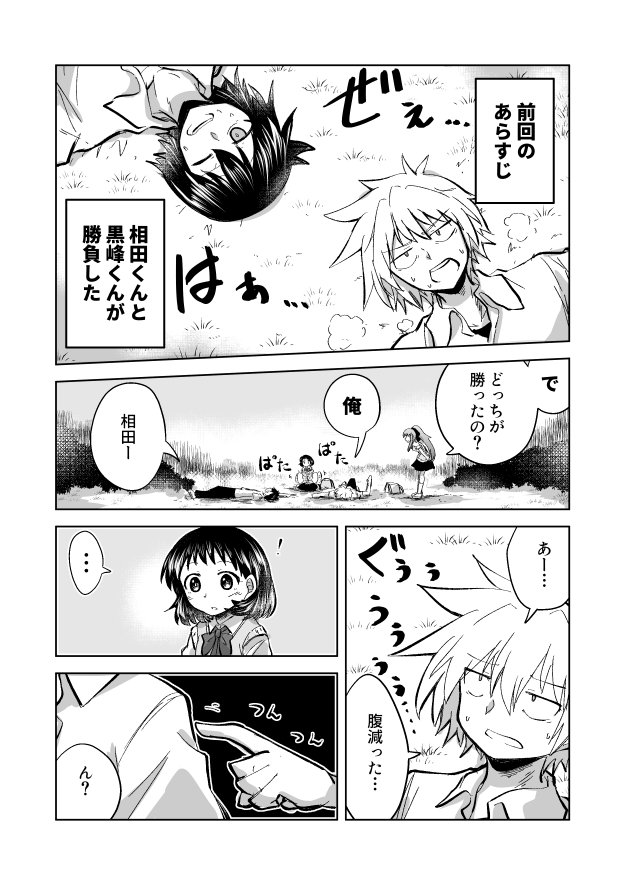 前回の
あらすじ
ぜぇ…
相田くんと
黒峰くんが
勝負した
はぁ…
で
どっちが
勝ったの？
俺
相田ー
ぱた
ぱた
あー…
ぐぅぅぅぅぅ
腹減った…
！
…
つん
つん
ん？